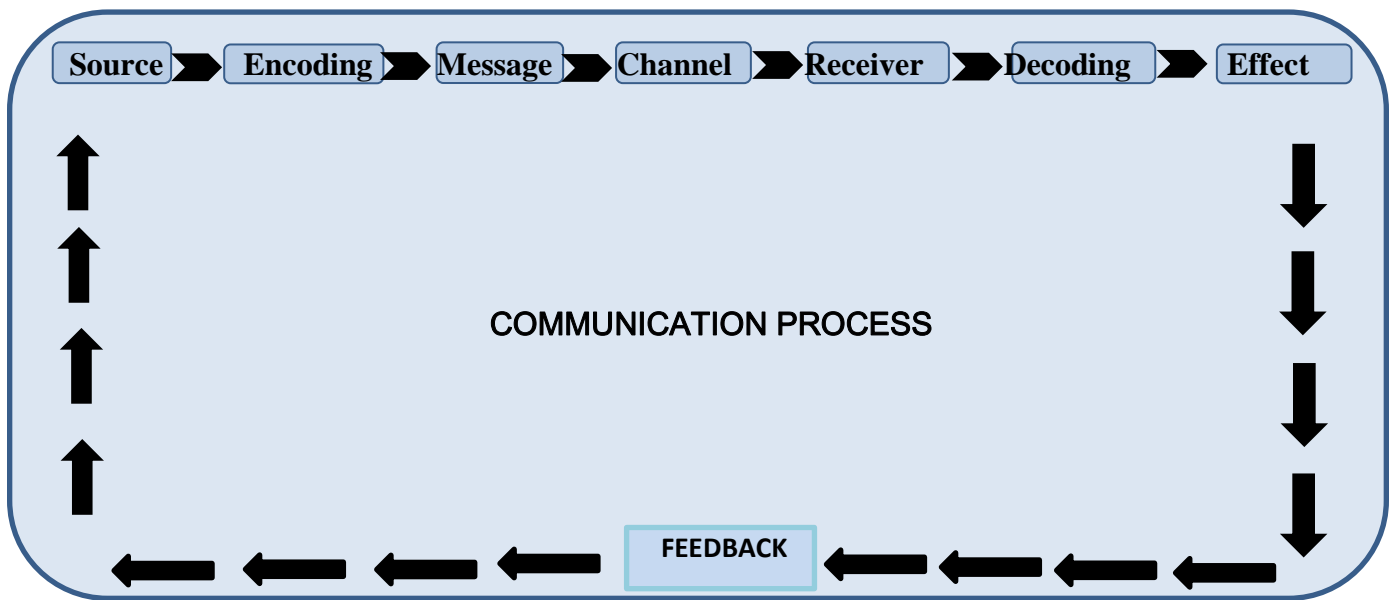 Source Encoding Message Channel Receiver Decoding Effect
COMMUNICATION PROCESS
FEEDBACK